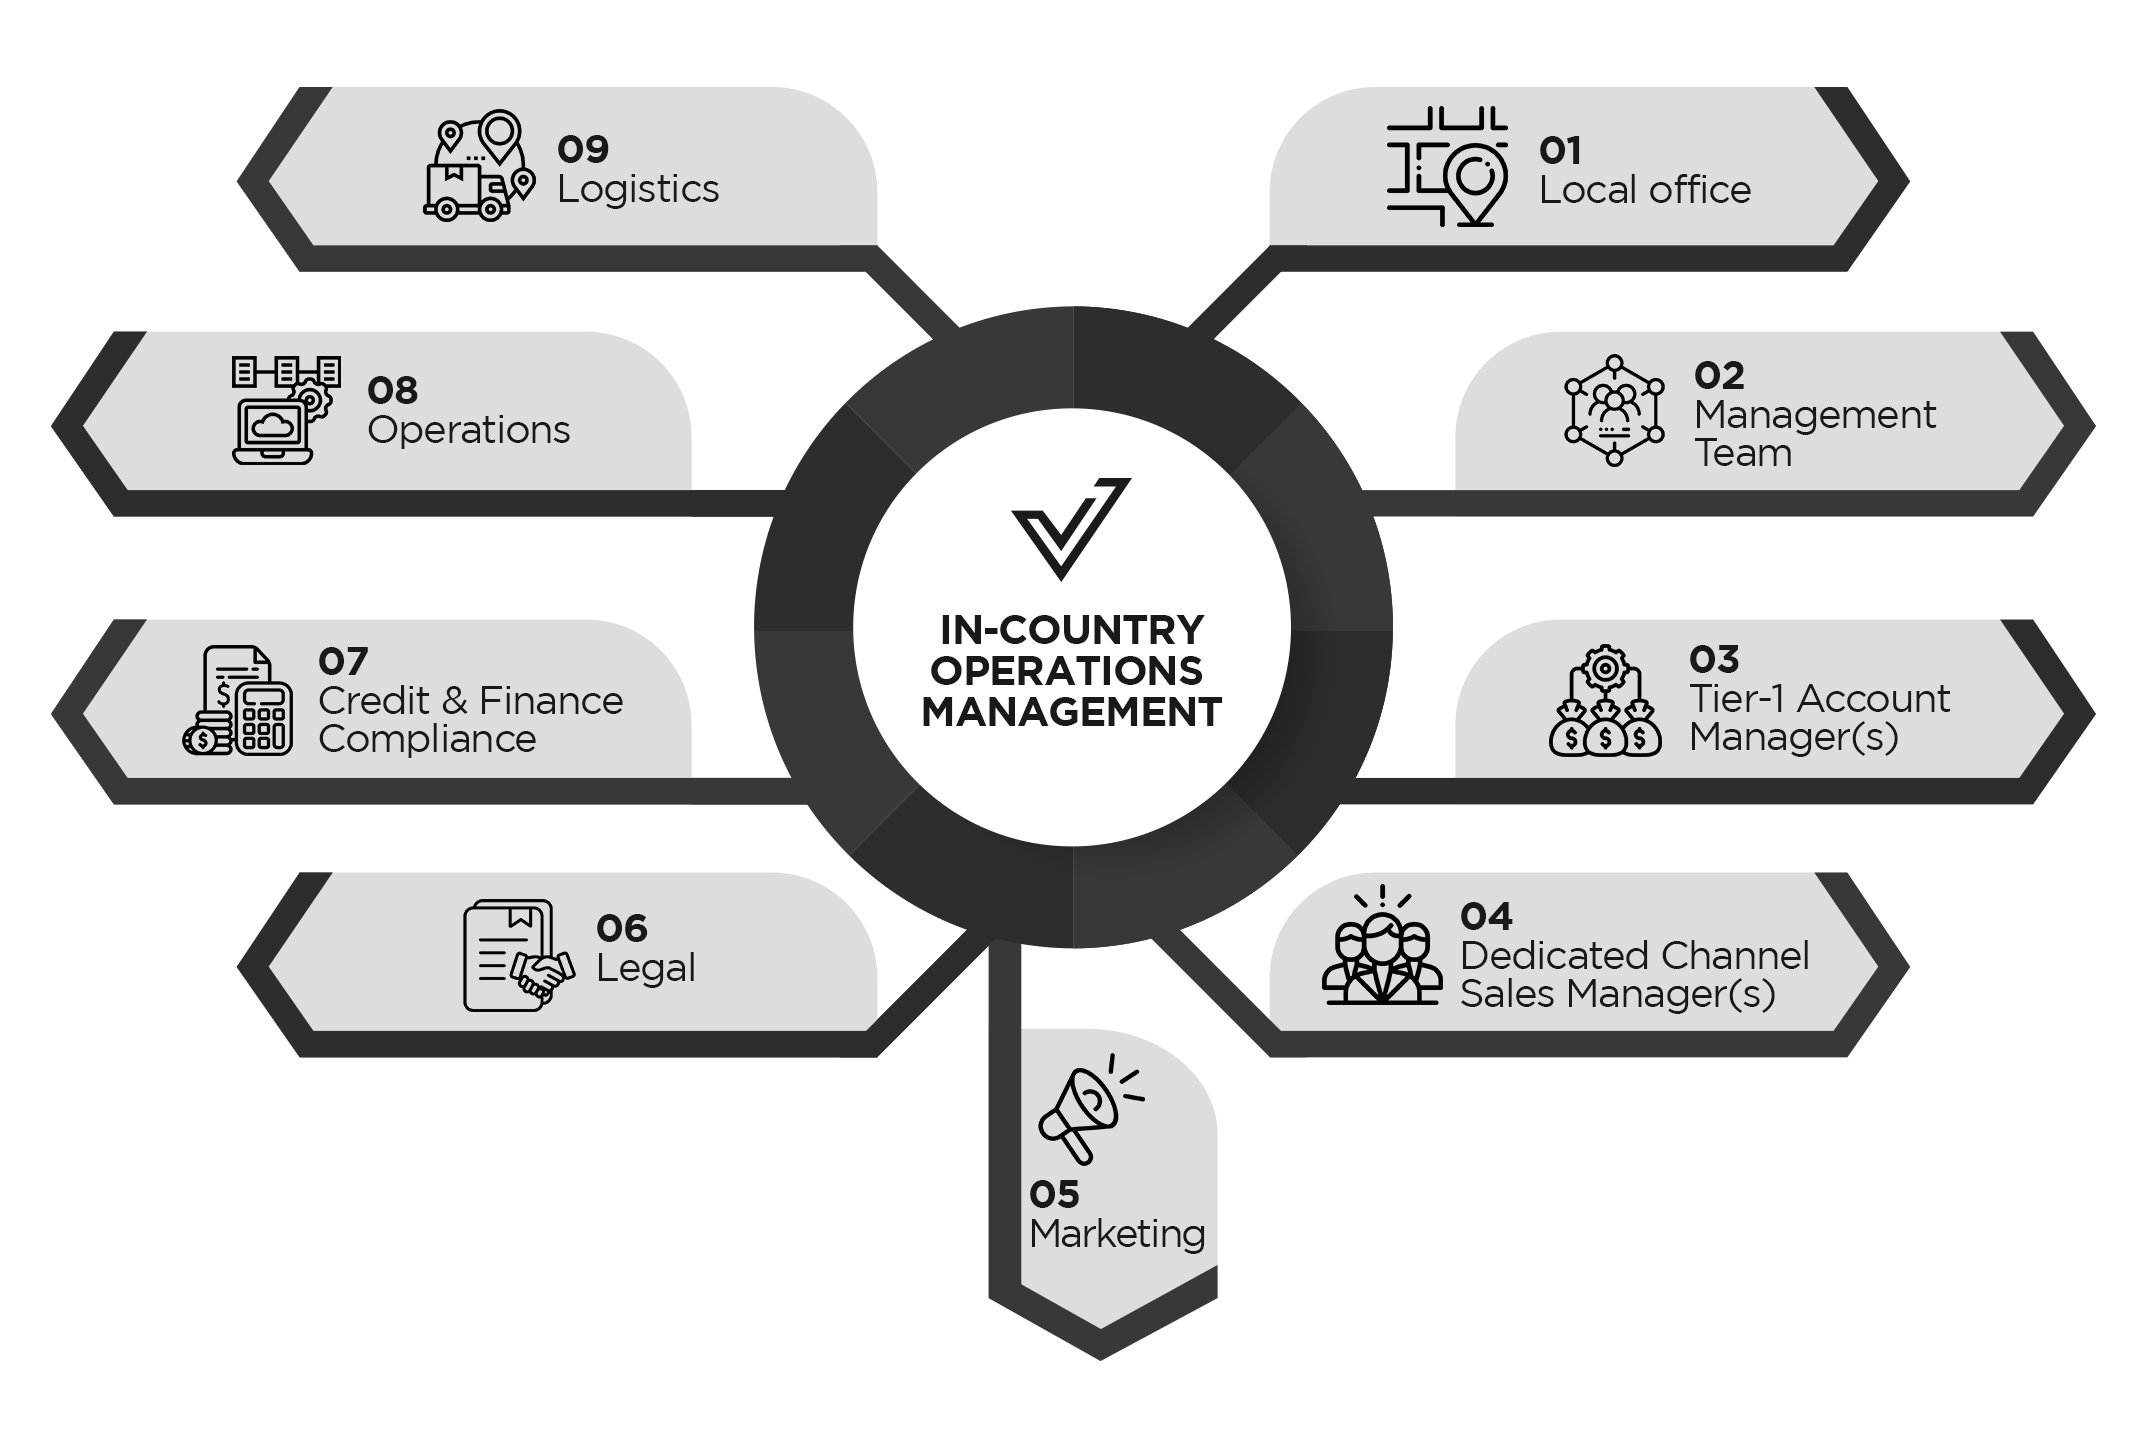 IN-COUNTRY
OPERATIONS
MANAGEMENT
01
Local office
02
Management
Team
03
Tier-1 Account
Manager(s)
04
Dedicated Channel
Sales Manager(s)
05
Marketing
06
Legal
07
Credit & Finance
Compliance
08
Operations
09
Logistics